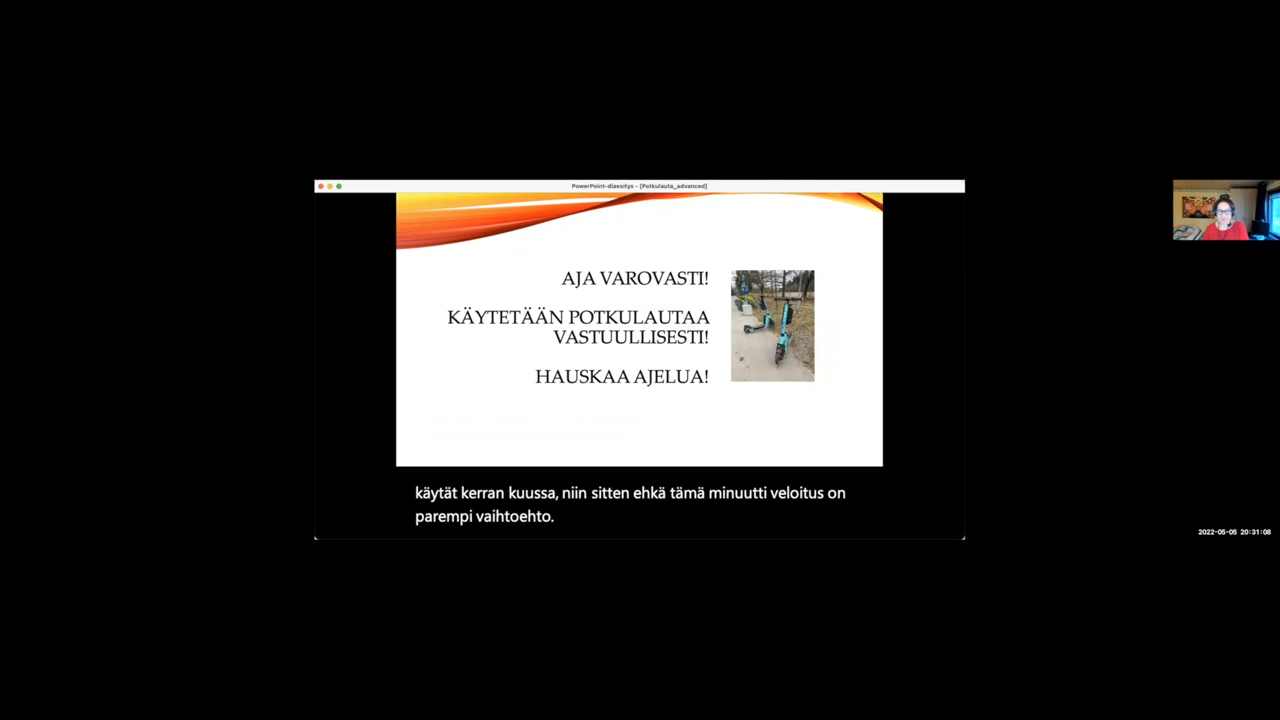 PowerPoint-diaesitys - [Potkulauta_advanced]
AJA VAROVASTI!
KÄYTETÄÄN POTKULAUTAA
VASTUULLISESTI!
HAUSKAA AJELUA!
käytät kerran kuussa, niin sitten ehkä tämä minuutti veloitus on
parempi vaihtoehto.
2022-05-05 20:31:08